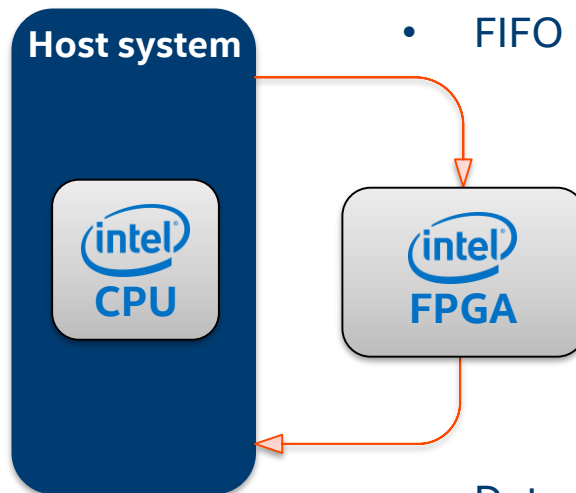 Host system
• FIFO
intel
CPU
intel
FPGA